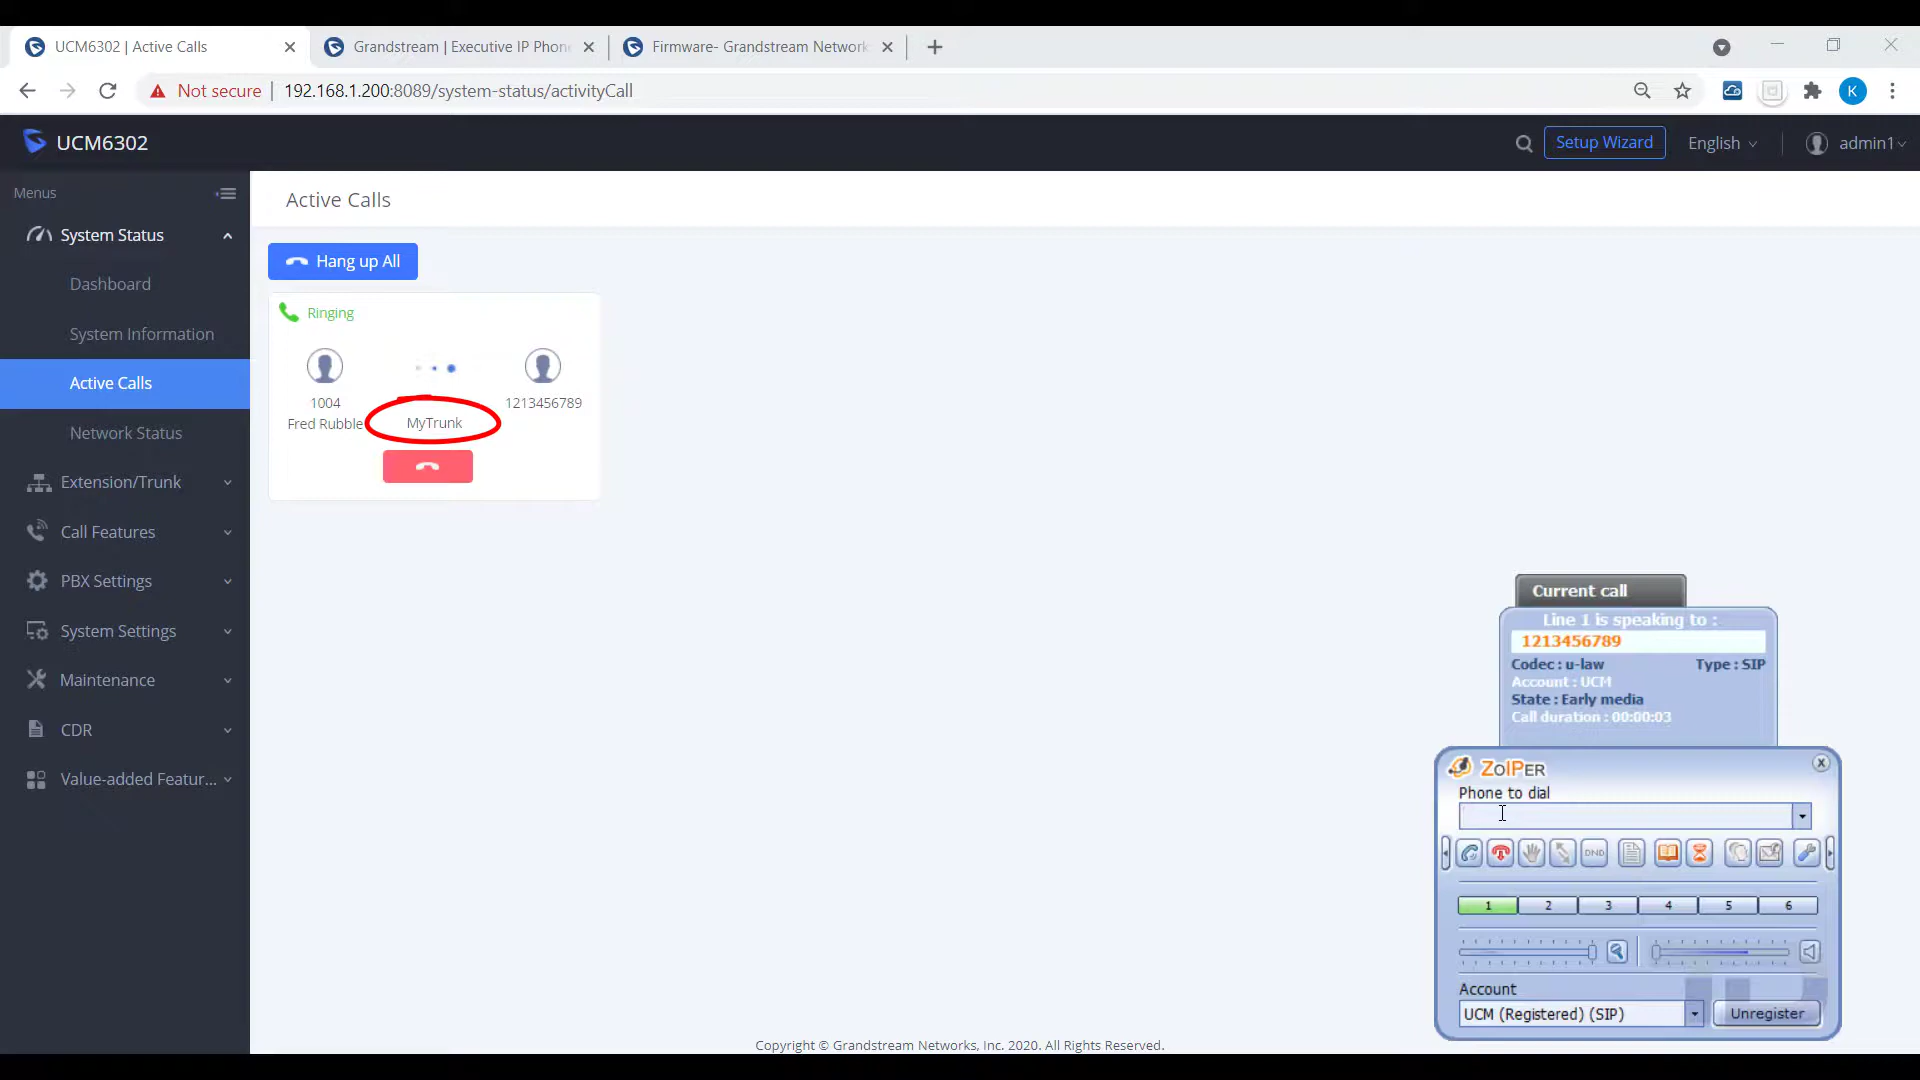 UCM6302 | Active Calls
Grandstream | Executive IP Phon
Firmware- Grandstream Network
Not secure
192.168.1.200:8089/system-status/activityCall
K
UCM6302
Setup Wizard
English
admin1
Menus
System Status
Dashboard
System Information
Active Calls
Network Status
Extension/Trunk
Call Features
PBX Settings
System Settings
Maintenance
CDR
Value-added Featur...
Active Calls
Hang up All
Ringing
1004
Fred Rubble
MyTrunk
1213456789
Current call
Line 1 is speaking to :
1213456789
Codec : u-law
Type : SIP
Account : UCM
State : Early media
Call duration : 00:00:03
ZOIPER
Phone to dial
DND
1 2 3 4 5 6
Account
UCM (Registered) (SIP)
Unregister
Copyright © Grandstream Networks, Inc. 2020. All Rights Reserved.